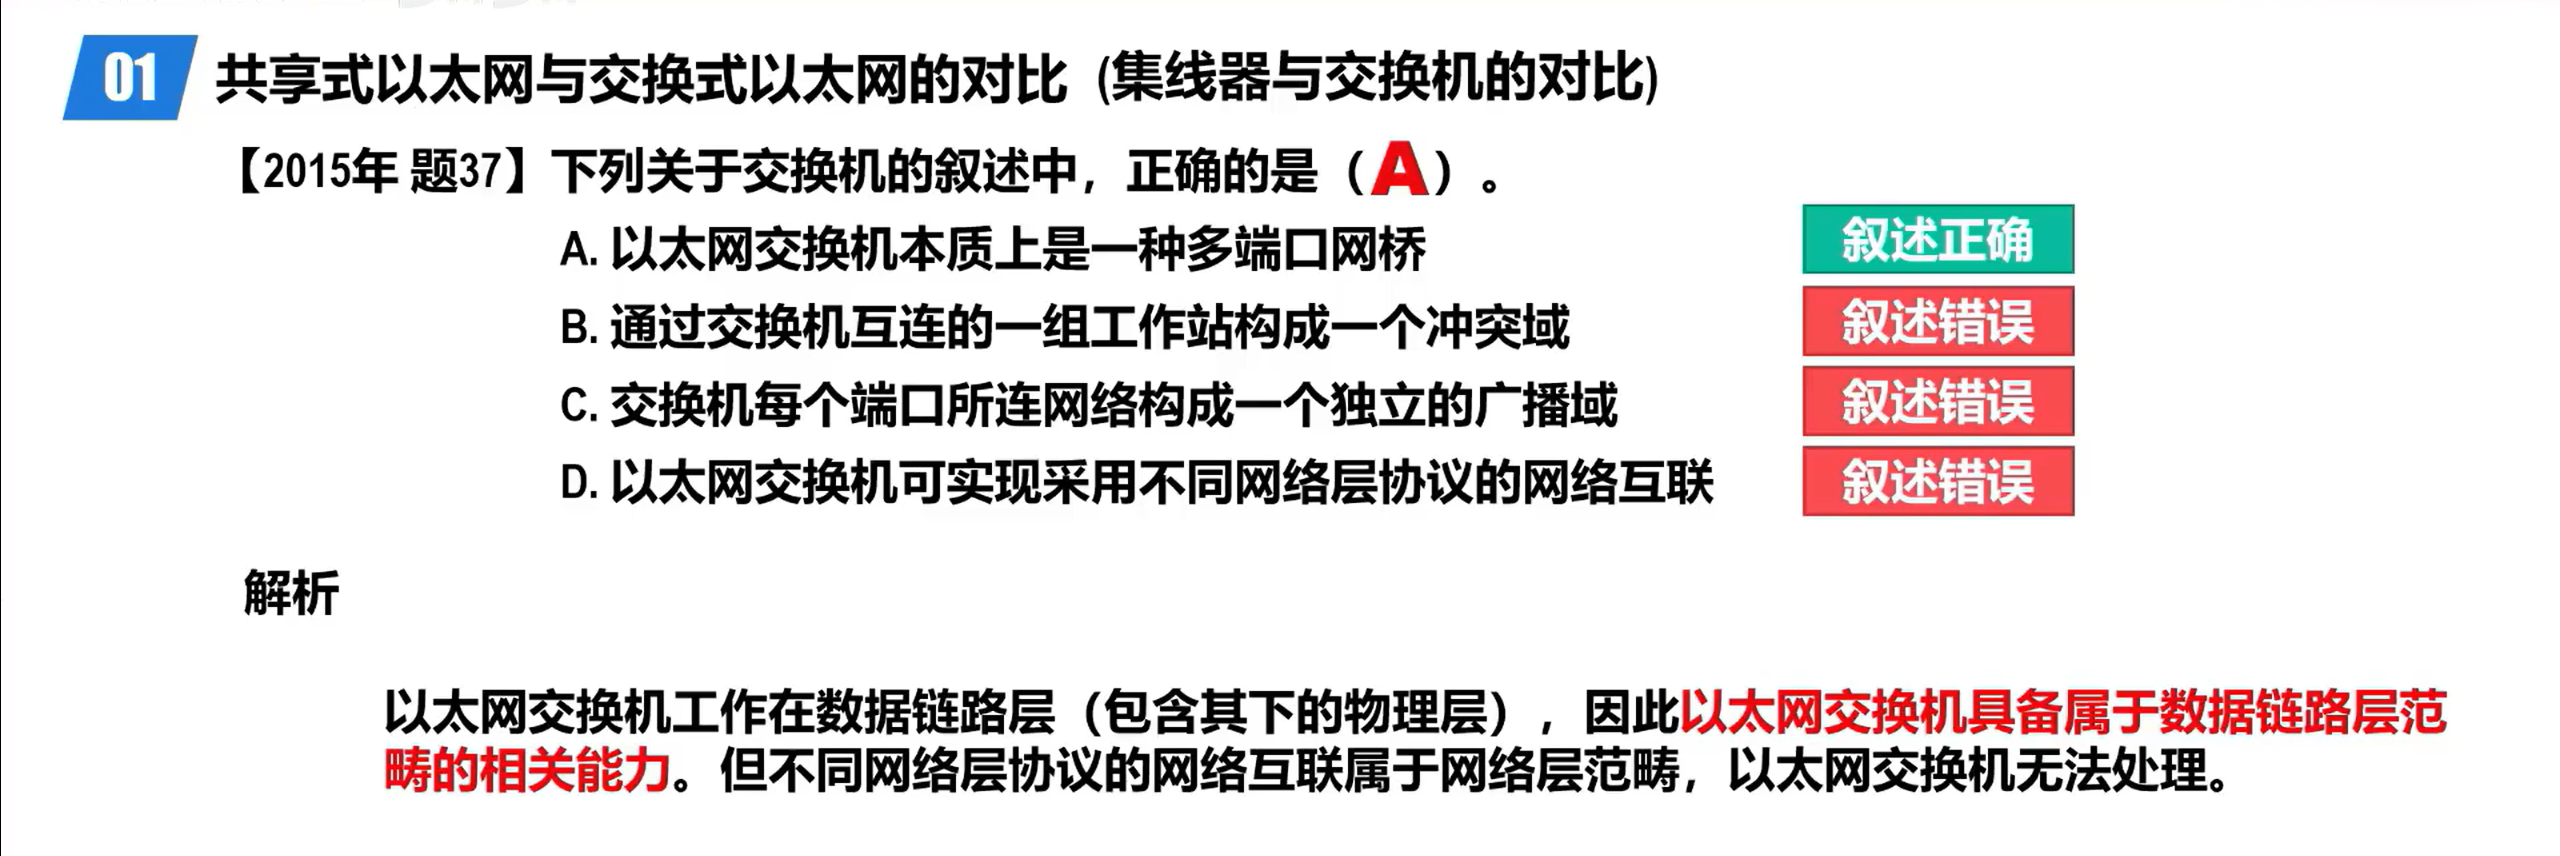 01 共享式以太网与交换式以太网的对比 (集线器与交换机的对比)
【2015年 题37】下列关于交换机的叙述中，正确的是（A）。
A. 以太网交换机本质上是一种多端口网桥 叙述正确
B. 通过交换机互连的一组工作站构成一个冲突域 叙述错误
C. 交换机每个端口所连网络构成一个独立的广播域 叙述错误
D. 以太网交换机可实现采用不同网络层协议的网络互联 叙述错误
解析
以太网交换机工作在数据链路层（包含其下的物理层），因此以太网交换机具备属于数据链路层范
畴的相关能力。但不同网络层协议的网络互联属于网络层范畴，以太网交换机无法处理。